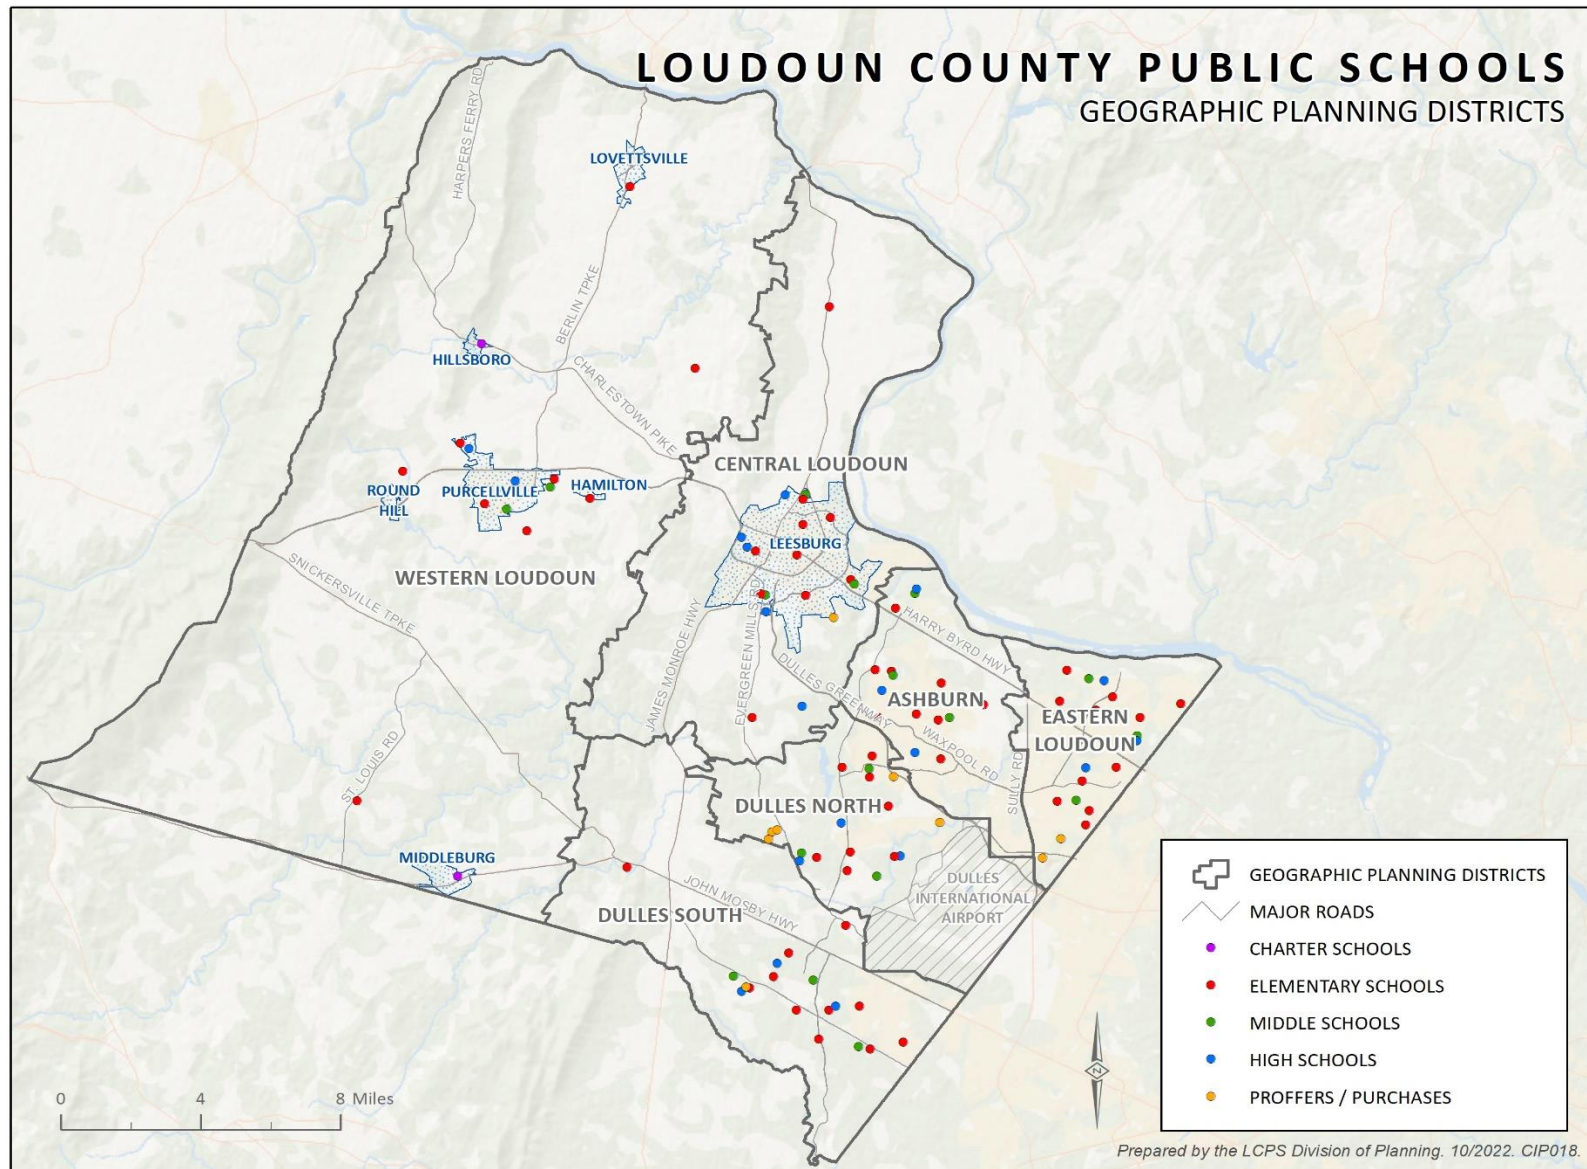 LOUDOUN COUNTY PUBLIC SCHOOLS
GEOGRAPHIC PLANNING DISTRICTS
HARPERS FERRY RD
LOVETTSVILLE
BERLIN TPKE
HILLSBORO
CHARLESTOWN PIKE
CENTRAL LOUDOUN
ROUND
HILL
PURCELLVILLE
HAMILTON
LEESBURG
WESTERN LOUDOUN
SNICKERSVILLE TPKE
EVERGREEN MILLS RD
JAMES MONROE HWY
HARRY BYRD HWY
DULLES GREENWAY
ASHBURN
EASTERN
LOUDOUN
WAXPOOL RD
SULLY RD
ST. LOUIS RD
DULLES NORTH
MIDDLEBURG
DULLES
INTERNATIONAL
AIRPORT
JOHN MOSBY HWY
DULLES SOUTH
GEOGRAPHIC PLANNING DISTRICTS
MAJOR ROADS
CHARTER SCHOOLS
ELEMENTARY SCHOOLS
MIDDLE SCHOOLS
HIGH SCHOOLS
PROFFERS / PURCHASES
N
0 4 8 Miles
Prepared by the LCPS Division of Planning. 10/2022. CIP018.